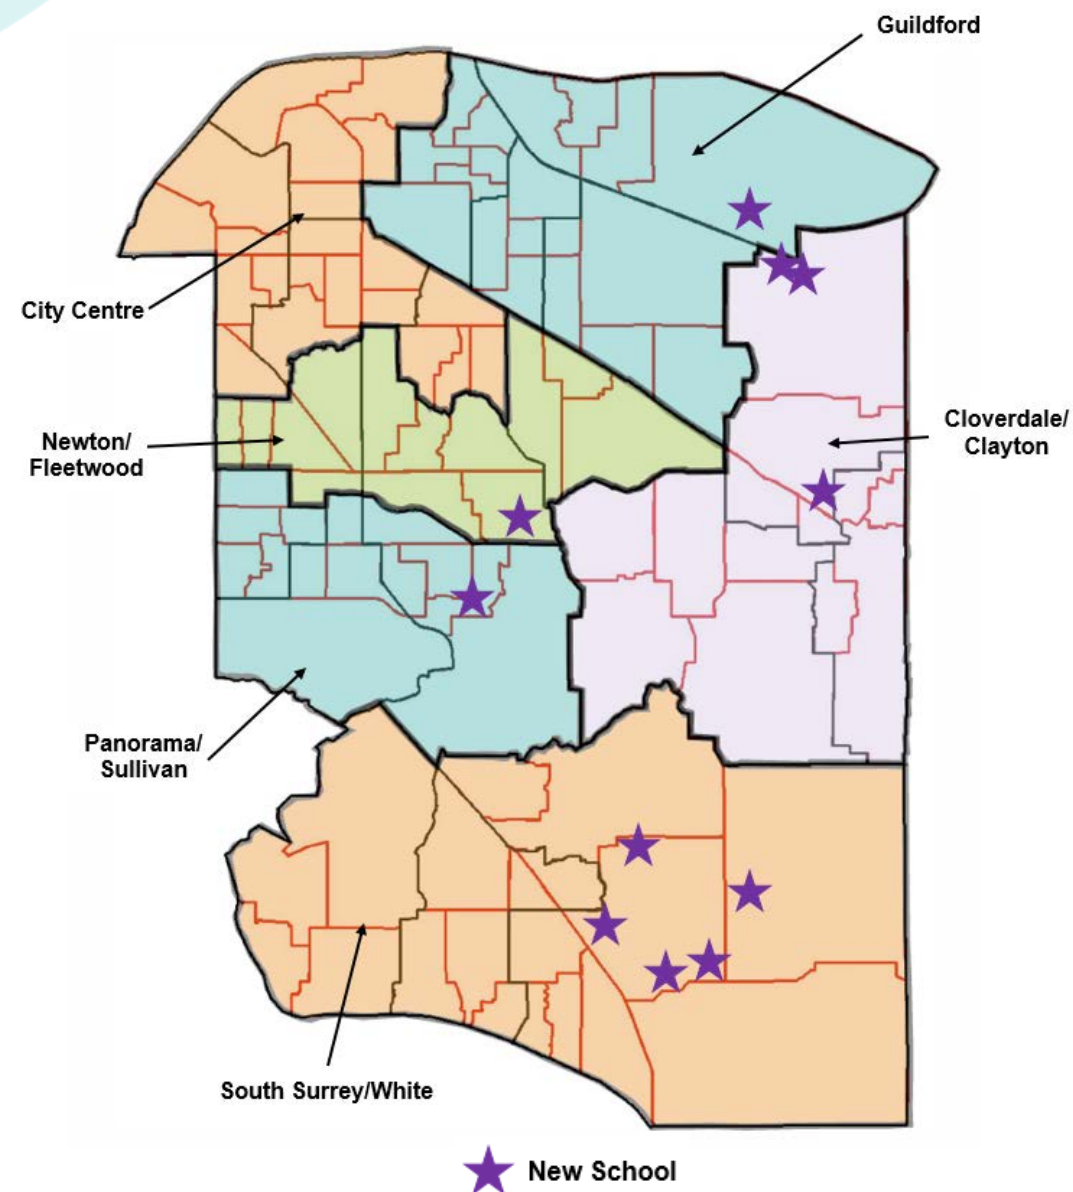 Guildford
City Centre
Cloverdale/
Clayton
Newton/
Fleetwood
Panorama/
Sullivan
South Surrey/White
New School